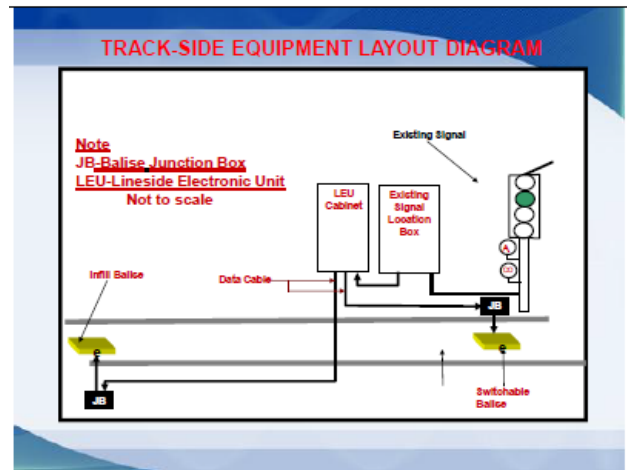 TRACK-SIDE EQUIPMENT LAYOUT DIAGRAM
Note
JB-Balise Junction Box
LEU-Lineside Electronic Unit
Not to scale
Existing Signal
LEU
Cabinet
Existing
Signal
Location
Box
A
Infill Balise
Data Cable
JB
e
e
JB
Switchable
Balise